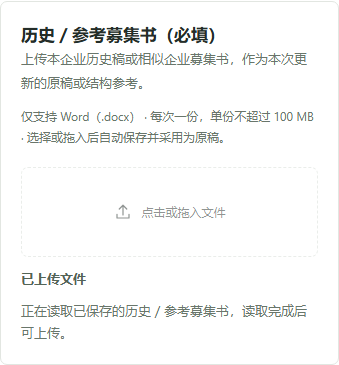 历史 / 参考募集书（必填）
上传本企业历史稿或相似企业募集书，作为本次更
新的原稿或结构参考。
仅支持 Word（.docx） · 每次一份，单份不超过 100 MB
· 选择或拖入后自动保存并采用为原稿。
点击或拖入文件
已上传文件
正在读取已保存的历史 / 参考募集书，读取完成后
可上传。